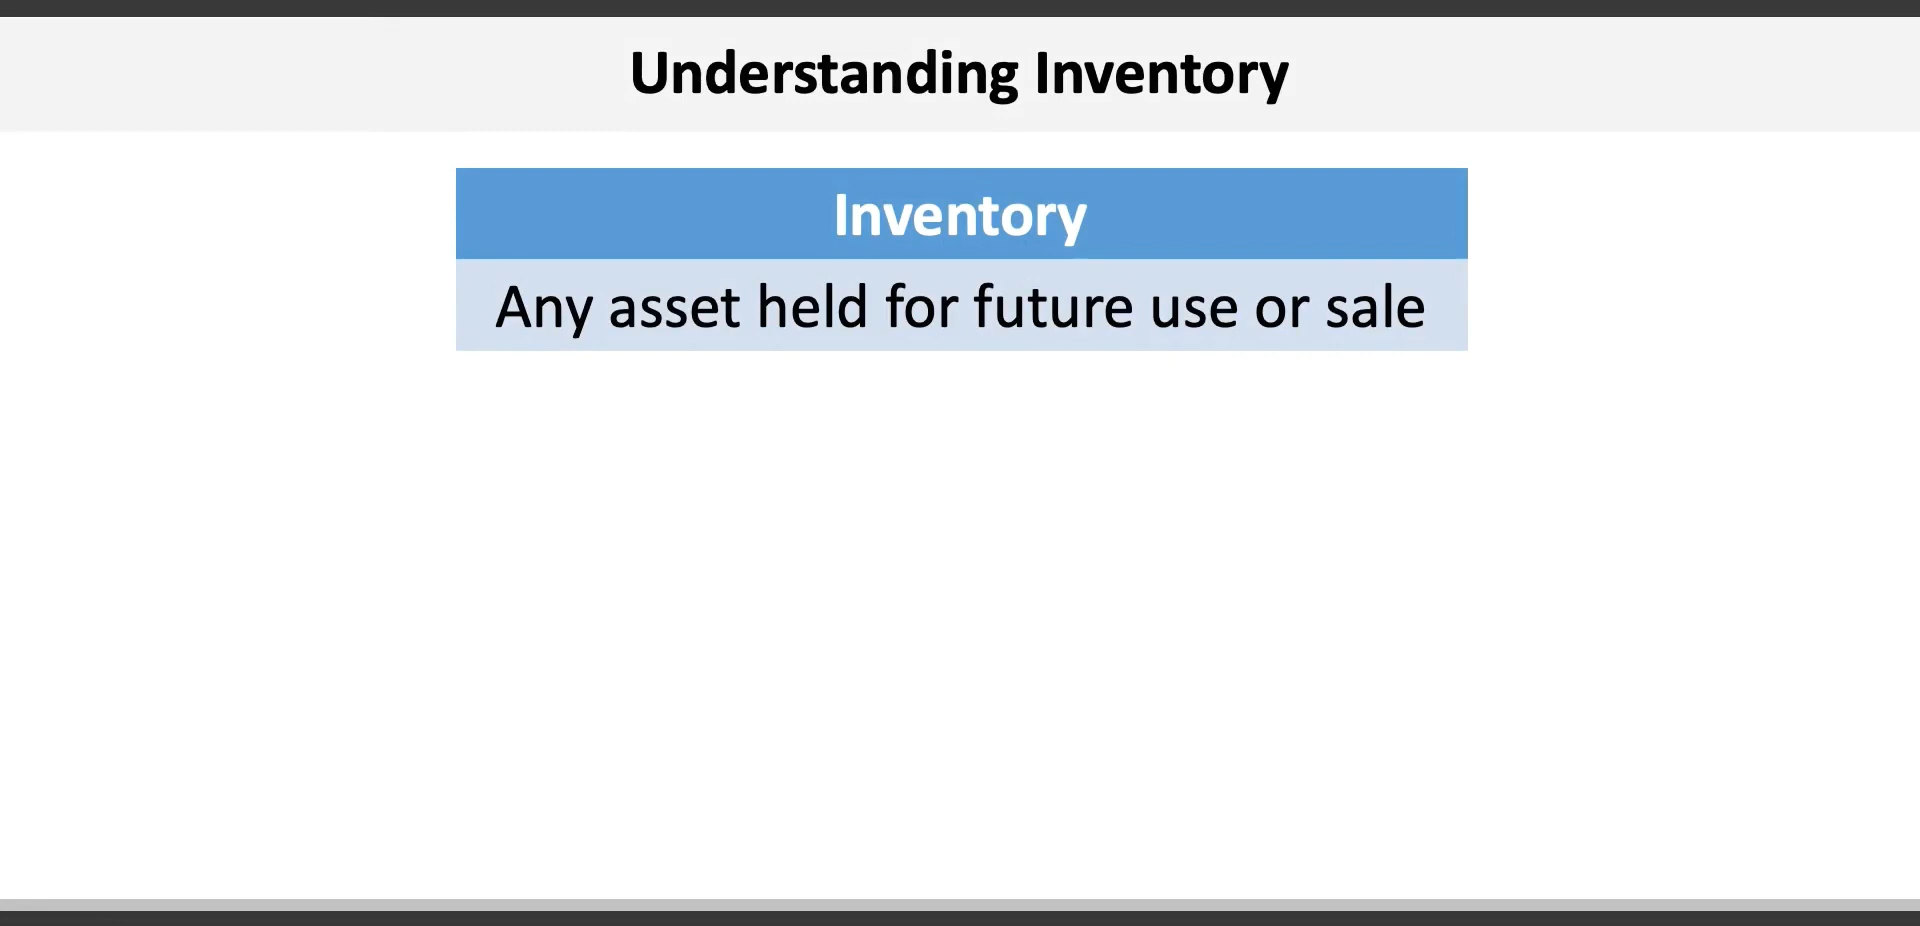 Understanding Inventory
Inventory
Any asset held for future use or sale